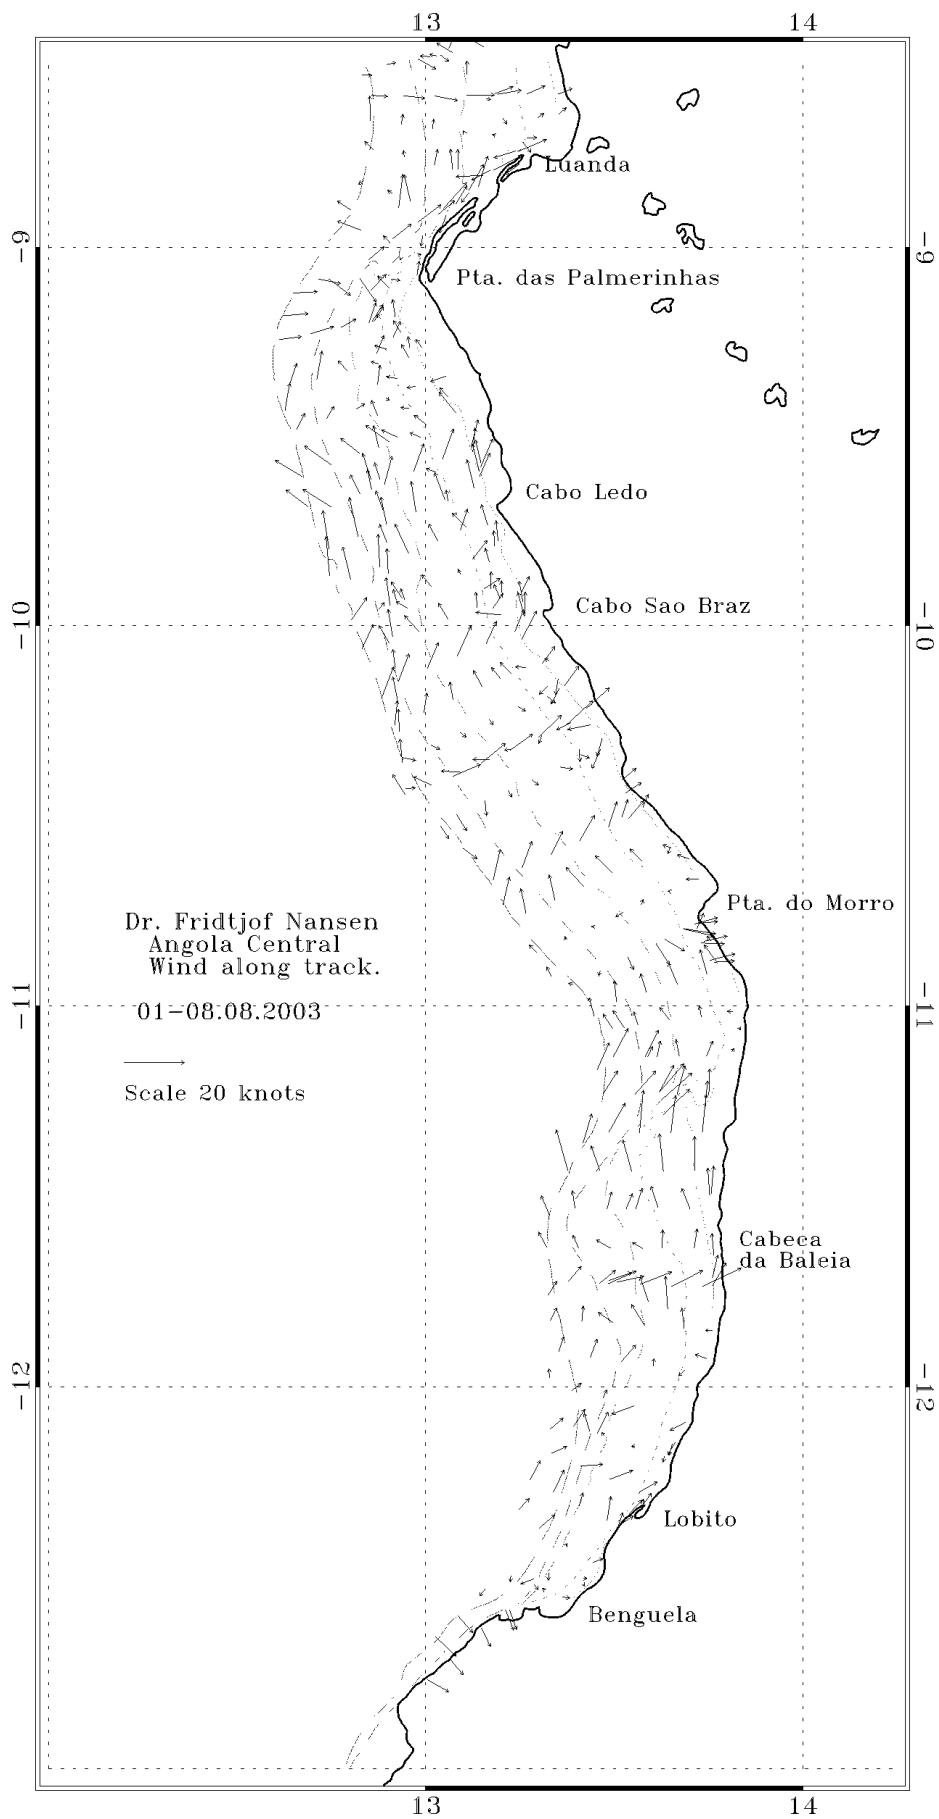 13 14
Luanda
-9 -9
Pta. das Palmerinhas
Cabo Ledo
Cabo Sao Braz
-10 -10
Pta. do Morro
Dr. Fridtjof Nansen
Angola Central
Wind along track.
01-08.08.2003
-11 -11
Scale 20 knots
Cabeca
da Baleia
-12 -12
Lobito
Benguela
13 14